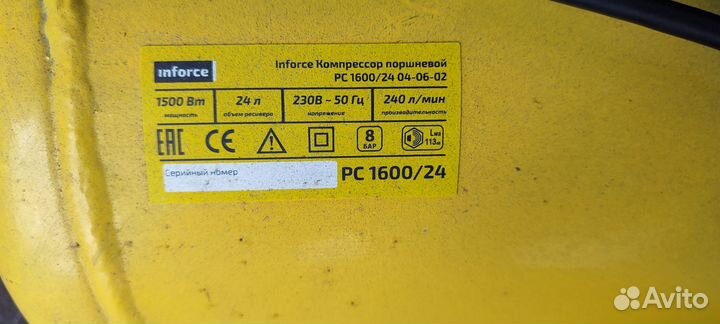 inforce
Inforce Компрессор поршневой
PC 1600/24 04-06-02
1500 Вт
мощность
24 л
объем ресивера
230В ~ 50 Гц
напряжение
240 л/мин
производительность
EAC CE
8
БАР
LWA
113дБ
Серийный номер
PC 1600/24
Avito